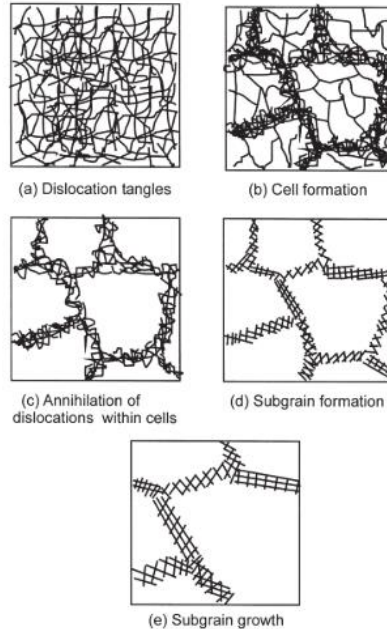 (a) Dislocation tangles
(b) Cell formation
(c) Annihilation of
dislocations within cells
(d) Subgrain formation
(e) Subgrain growth